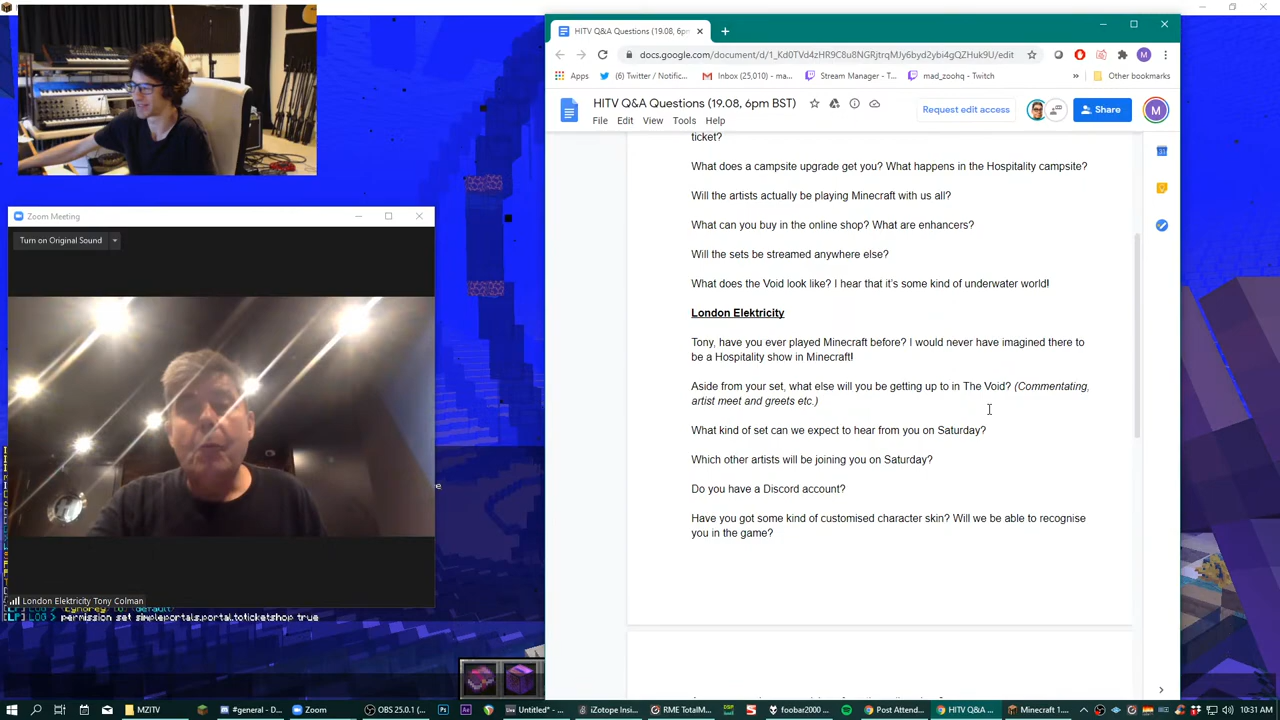 HITV Q&A Questions (19.08, 6pm
docs.google.com/document/d/1_K
Apps
(6) Twitter / Notific...
Inbox (25,010) - ma...
Stream Manager - T...
mad_zoohq - Twitch
»
Other bookmarks
HITV Q&A Questions (19.08, 6pm BST)
Request edit access
Share
M
File Edit View Tools Help
ticket?
What does a campsite upgrade get you? What happens in the Hospitality campsite?
Will the artists actually be playing Minecraft with us all?
What can you buy in the online shop? What are enhancers?
Will the sets be streamed anywhere else?
What does the Void look like? I hear that it's some kind of underwater world!
London Elektricity
Tony, have you ever played Minecraft before? I would never have imagined there to
be a Hospitality show in Minecraft!
Aside from your set, what else will you be getting up to in The Void? (Commentating,
artist meet and greets etc.)
What kind of set can we expect to hear from you on Saturday?
Which other artists will be joining you on Saturday?
Do you have a Discord account?
Have you got some kind of customised character skin? Will we be able to recognise
you in the game?
Zoom Meeting
Turn on Original Sound
London Elektricity Tony Colman
[LP] LOG > permission set simpleportals.portal.toticketshop true
MZITV
#general - D...
Zoom
OBS 25.0.1 (...
Untitled* - ...
iZotope Insi...
RME TotalM...
foobar2000 ...
Post Attend...
HITV Q&A ...
Minecraft 1....
10:31 AM